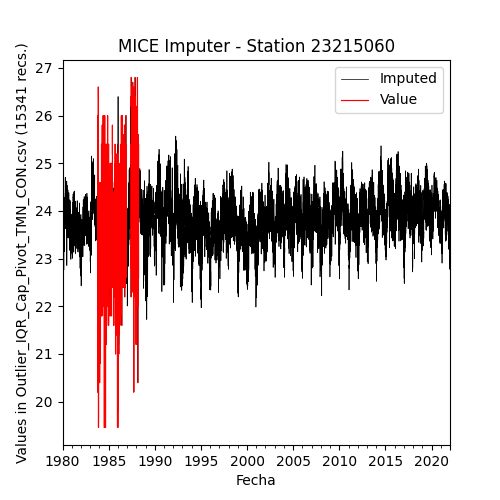 MICE Imputer - Station 23215060
Imputed
Value
Values in Outlier_IQR_Cap_Pivot_TMN_CON.csv (15341 recs.)
27
26
25
24
23
22
21
20
1980 1985 1990 1995 2000 2005 2010 2015 2020
Fecha